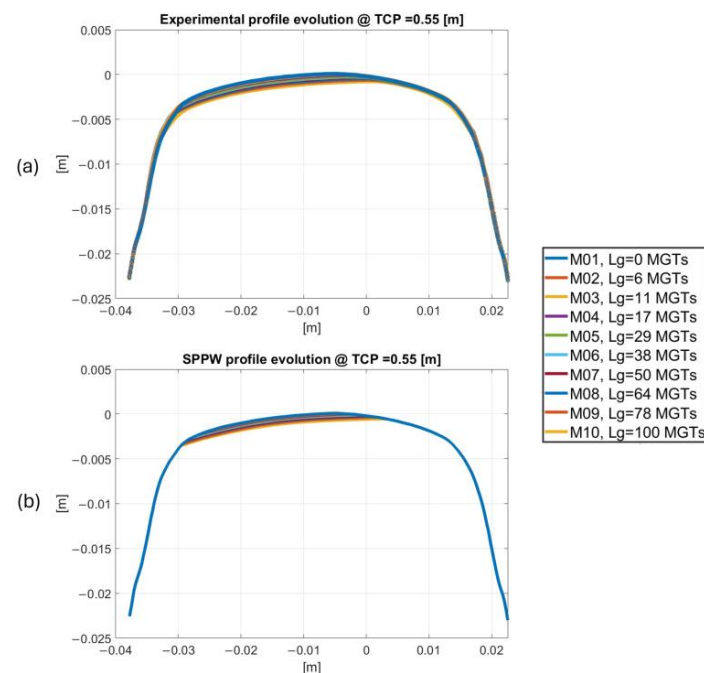 Experimental profile evolution @ TCP =0.55 [m]
(a)
[m]
0.005
0
−0.005
−0.01
−0.015
−0.02
−0.025
−0.04 −0.03 −0.02 −0.01 0 0.01 0.02
[m]
M01, Lg=0 MGTs
M02, Lg=6 MGTs
M03, Lg=11 MGTs
M04, Lg=17 MGTs
M05, Lg=29 MGTs
M06, Lg=38 MGTs
M07, Lg=50 MGTs
M08, Lg=64 MGTs
M09, Lg=78 MGTs
M10, Lg=100 MGTs
SPPW profile evolution @ TCP =0.55 [m]
(b)
[m]
0.005
0
−0.005
−0.01
−0.015
−0.02
−0.025
−0.04 −0.03 −0.02 −0.01 0 0.01 0.02
[m]